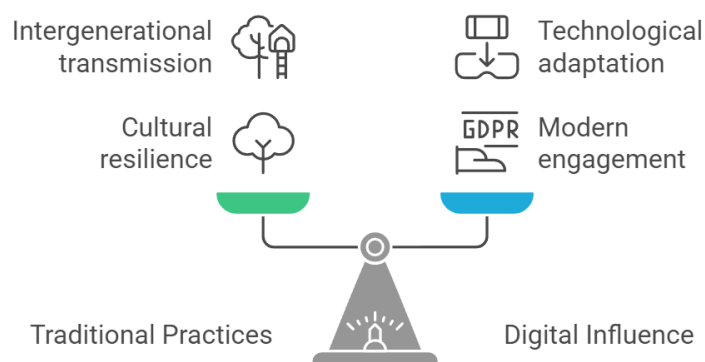 Intergenerational
transmission
Technological
adaptation
Cultural
resilience
GDPR
Modern
engagement
Traditional Practices
Digital Influence